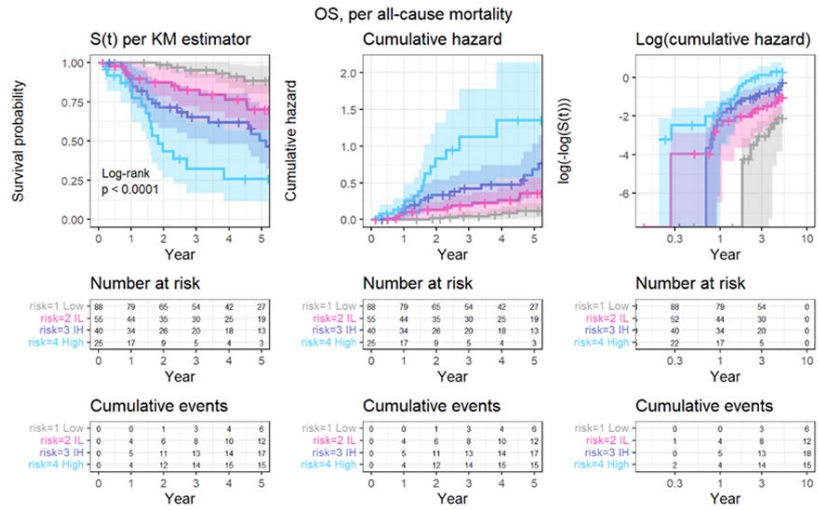 OS, per all-cause mortality
S(t) per KM estimator
Cumulative hazard
Log(cumulative hazard)
Survival probability
1.00
0.75
0.50
0.25
0.00
Log-rank
p < 0.0001
0 1 2 3 4 5
Year
Cumulative hazard
2.0
1.5
1.0
0.5
0.0
0 1 2 3 4 5
Year
log(-log(S(t)))
0
-2
-4
-6
0.3 1 3 10
Year
Number at risk
risk=1 Low 88 79 65 54 42 27
risk=2 IL 55 44 35 30 25 19
risk=3 IH 40 34 26 20 18 13
risk=4 High 25 17 9 5 4 3
0 1 2 3 4 5
Year
Number at risk
risk=1 Low 88 79 65 54 42 27
risk=2 IL 55 44 35 30 25 19
risk=3 IH 40 34 26 20 18 13
risk=4 High 25 17 9 5 4 3
0 1 2 3 4 5
Year
Number at risk
risk=1 Low 88 79 54 0
risk=2 IL 52 44 30 0
risk=3 IH 40 34 20 0
risk=4 High 22 17 5 0
0.3 1 3 10
Year
Cumulative events
risk=1 Low 0 0 1 3 4 6
risk=2 IL 0 4 6 8 10 12
risk=3 IH 0 5 11 13 14 17
risk=4 High 0 4 12 14 15 15
0 1 2 3 4 5
Year
Cumulative events
risk=1 Low 0 0 1 3 4 6
risk=2 IL 0 4 6 8 10 12
risk=3 IH 0 5 11 13 14 17
risk=4 High 0 4 12 14 15 15
0 1 2 3 4 5
Year
Cumulative events
risk=1 Low 0 0 3 6
risk=2 IL 1 4 8 12
risk=3 IH 0 5 13 18
risk=4 High 2 4 14 15
0.3 1 3 10
Year